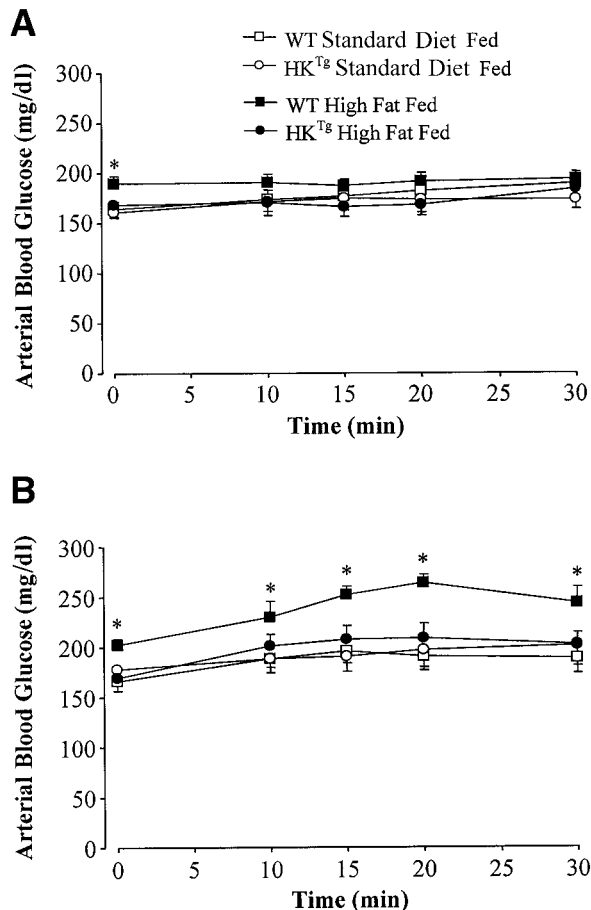 A
WT Standard Diet Fed
HK^Tg Standard Diet Fed
WT High Fat Fed
HK^Tg High Fat Fed
Arterial Blood Glucose (mg/dl)
300
250
200
150
100
50
0
*
0 5 10 15 20 25 30
Time (min)
B
Arterial Blood Glucose (mg/dl)
300
250
200
150
100
50
0
* * * * *
0 5 10 15 20 25 30
Time (min)